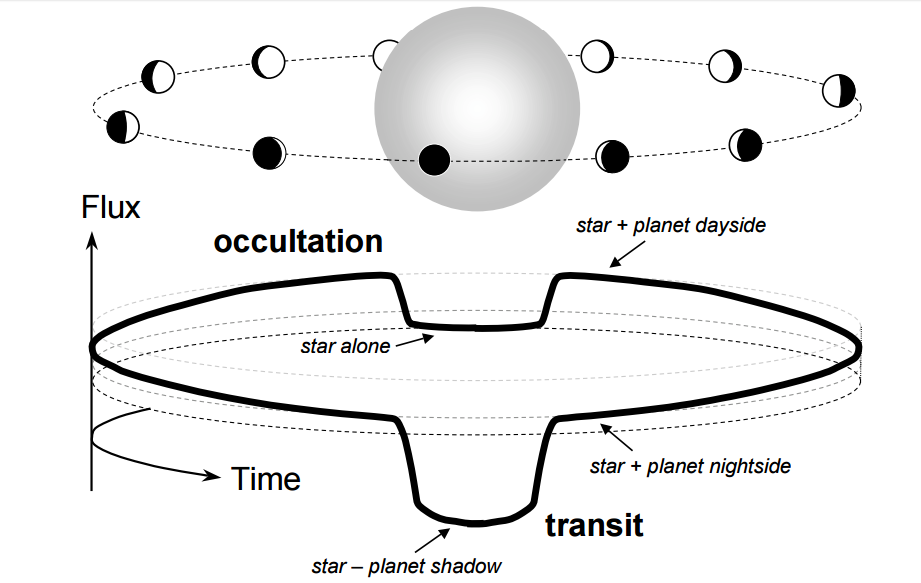 Flux
occultation
star + planet dayside
star alone
star + planet nightside
Time
transit
star – planet shadow